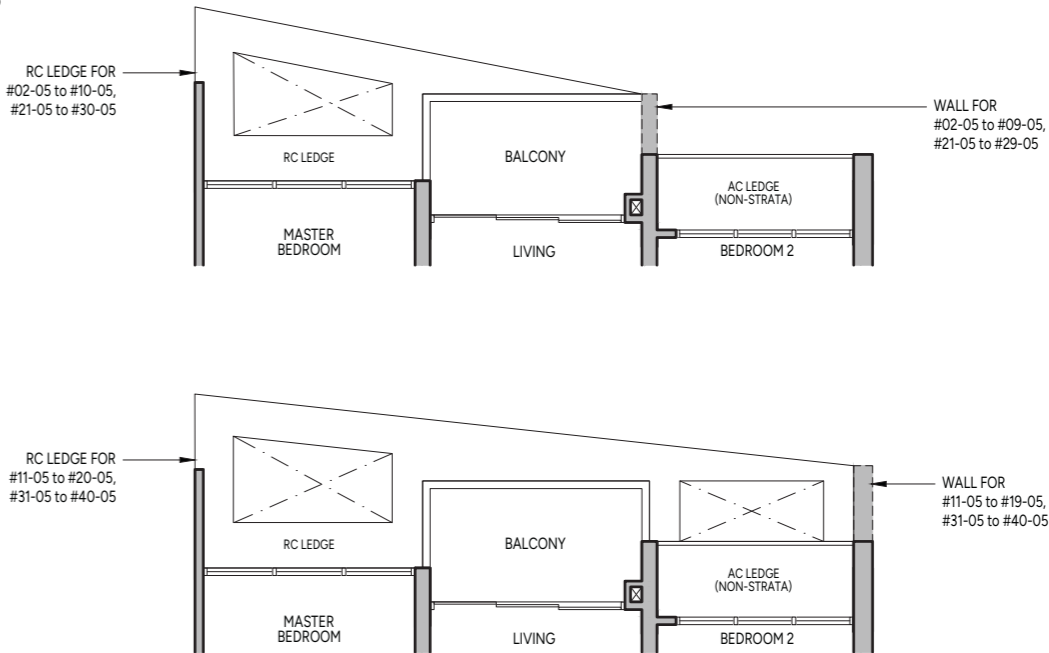 RC LEDGE FOR
#02-05 to #10-05,
#21-05 to #30-05
RC LEDGE
BALCONY
WALL FOR
#02-05 to #09-05,
#21-05 to #29-05
AC LEDGE
(NON-STRATA)
MASTER
BEDROOM
LIVING
BEDROOM 2
RC LEDGE FOR
#11-05 to #20-05,
#31-05 to #40-05
RC LEDGE
BALCONY
WALL FOR
#11-05 to #19-05,
#31-05 to #40-05
AC LEDGE
(NON-STRATA)
MASTER
BEDROOM
LIVING
BEDROOM 2